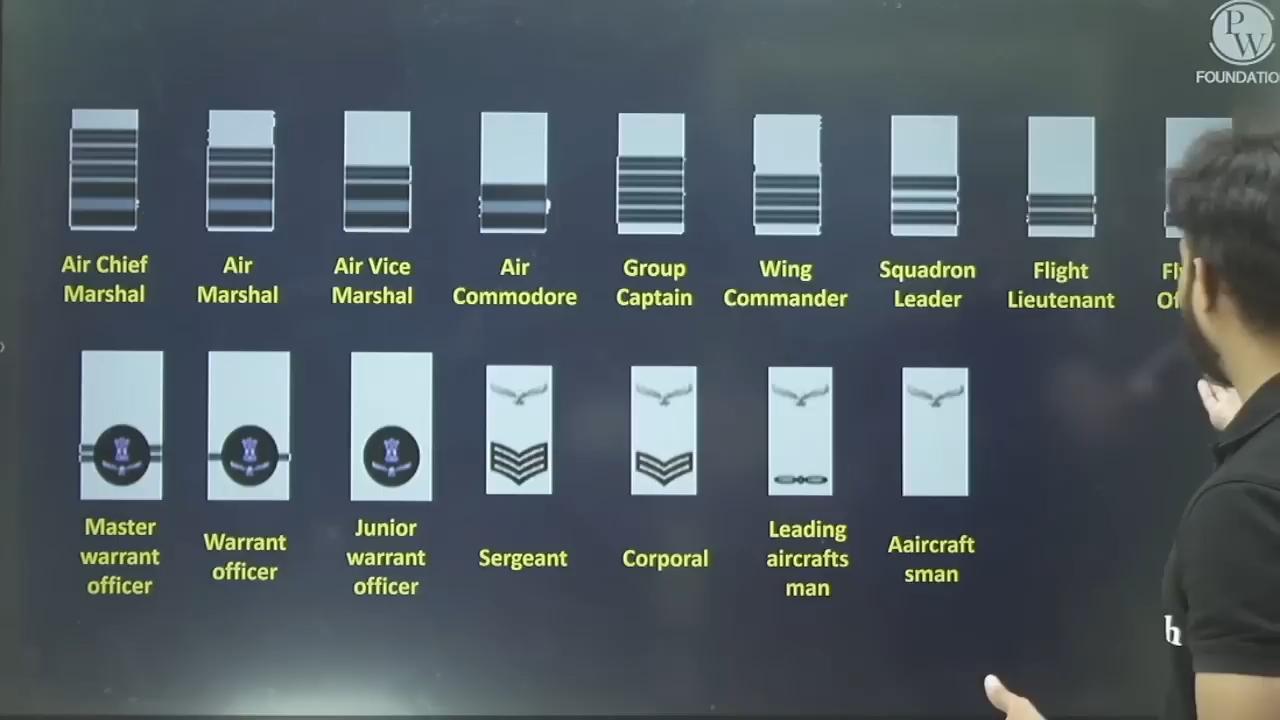 PW
FOUNDATIO
Air Chief
Marshal
Air
Marshal
Air Vice
Marshal
Air
Commodore
Group
Captain
Wing
Commander
Squadron
Leader
Flight
Lieutenant
Master
warrant
officer
Warrant
officer
Junior
warrant
officer
Sergeant
Corporal
Leading
aircrafts
man
Aaircraft
sman
h